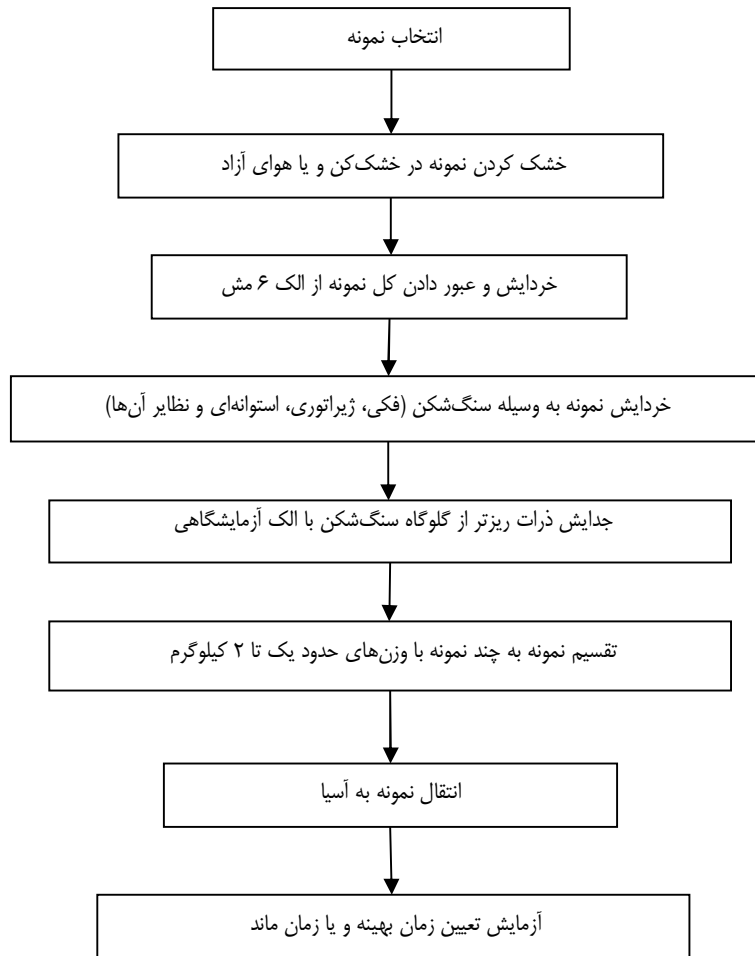 انتخاب نمونه
خشک کردن نمونه در خشک‌کن و یا هوای آزاد
خردایش و عبور دادن کل نمونه از الک ۶ مش
خردایش نمونه به وسیله سنگ‌شکن (فکی، ژیراتوری، استوانه‌ای و نظایر آن‌ها)
جدایش ذرات ریزتر از گلوگاه سنگ‌شکن با الک آزمایشگاهی
تقسیم نمونه به چند نمونه با وزن‌های حدود یک تا ۲ کیلوگرم
انتقال نمونه به آسیا
آزمایش تعیین زمان بهینه و یا زمان ماند